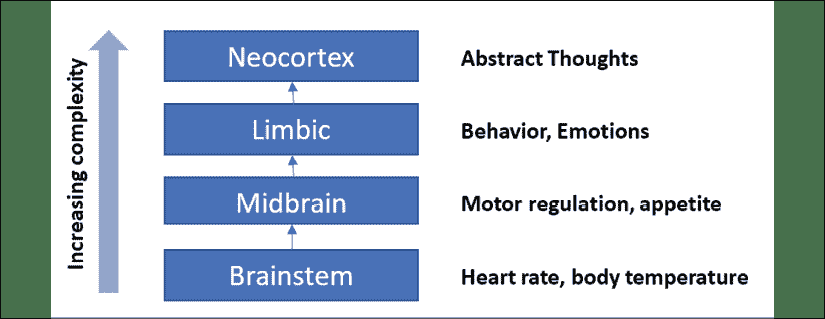 Increasing complexity
Neocortex
Abstract Thoughts
Limbic
Behavior, Emotions
Midbrain
Motor regulation, appetite
Brainstem
Heart rate, body temperature